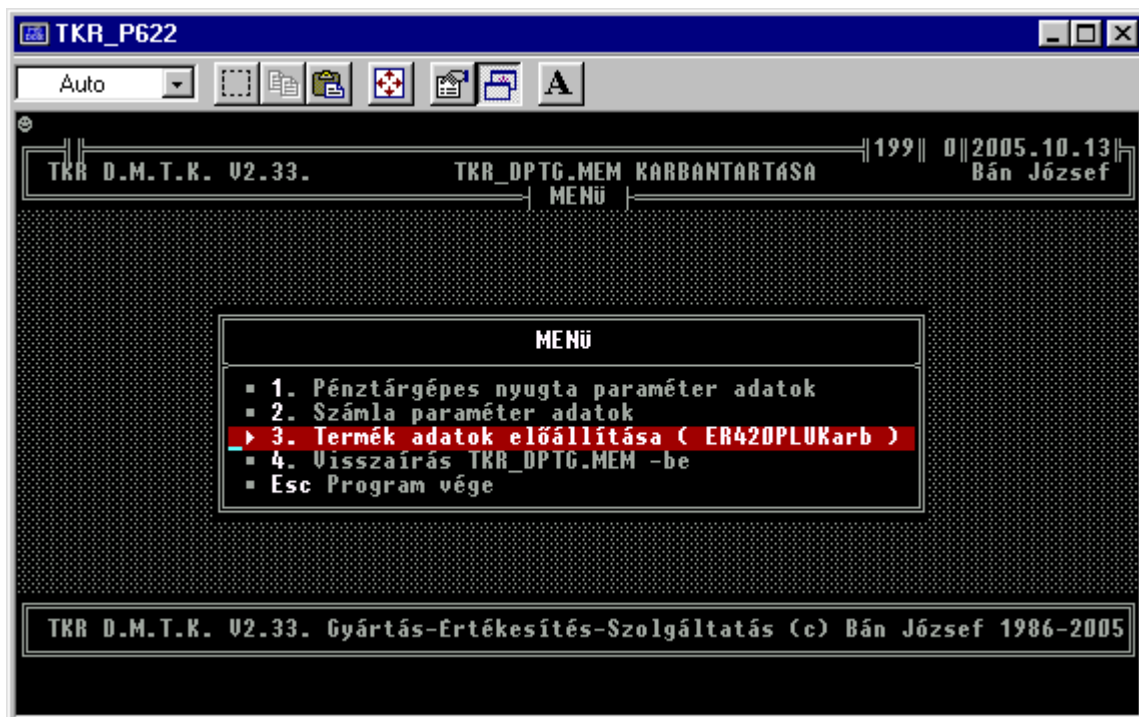 TKR_P622
Auto
A
199 0 2005.10.13
TKR D.M.T.K. V2.33. TKR_DPTG.MEM KARBANTARTáSA Bán József
MENÜ
MENÜ
1. Pénztárgépes nyugta paraméter adatok
2. Számla paraméter adatok
3. Termék adatok előállítása ( ER420PLUKarb )
4. Visszaírás TKR_DPTG.MEM -be
Esc Program vége
TKR D.M.T.K. V2.33. Gyártás-Értékesítés-Szolgáltatás (c) Bán József 1986-2005